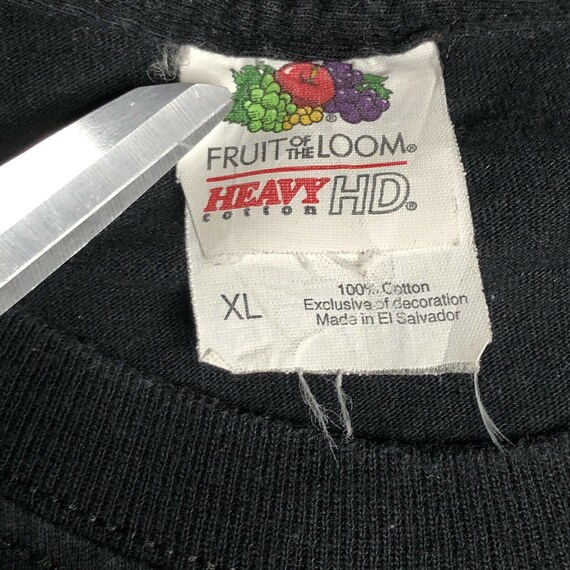 ®
FRUIT OF THE LOOM®
HEAVY cotton HD®
XL
100% Cotton
Exclusive of decoration
Made in El Salvador